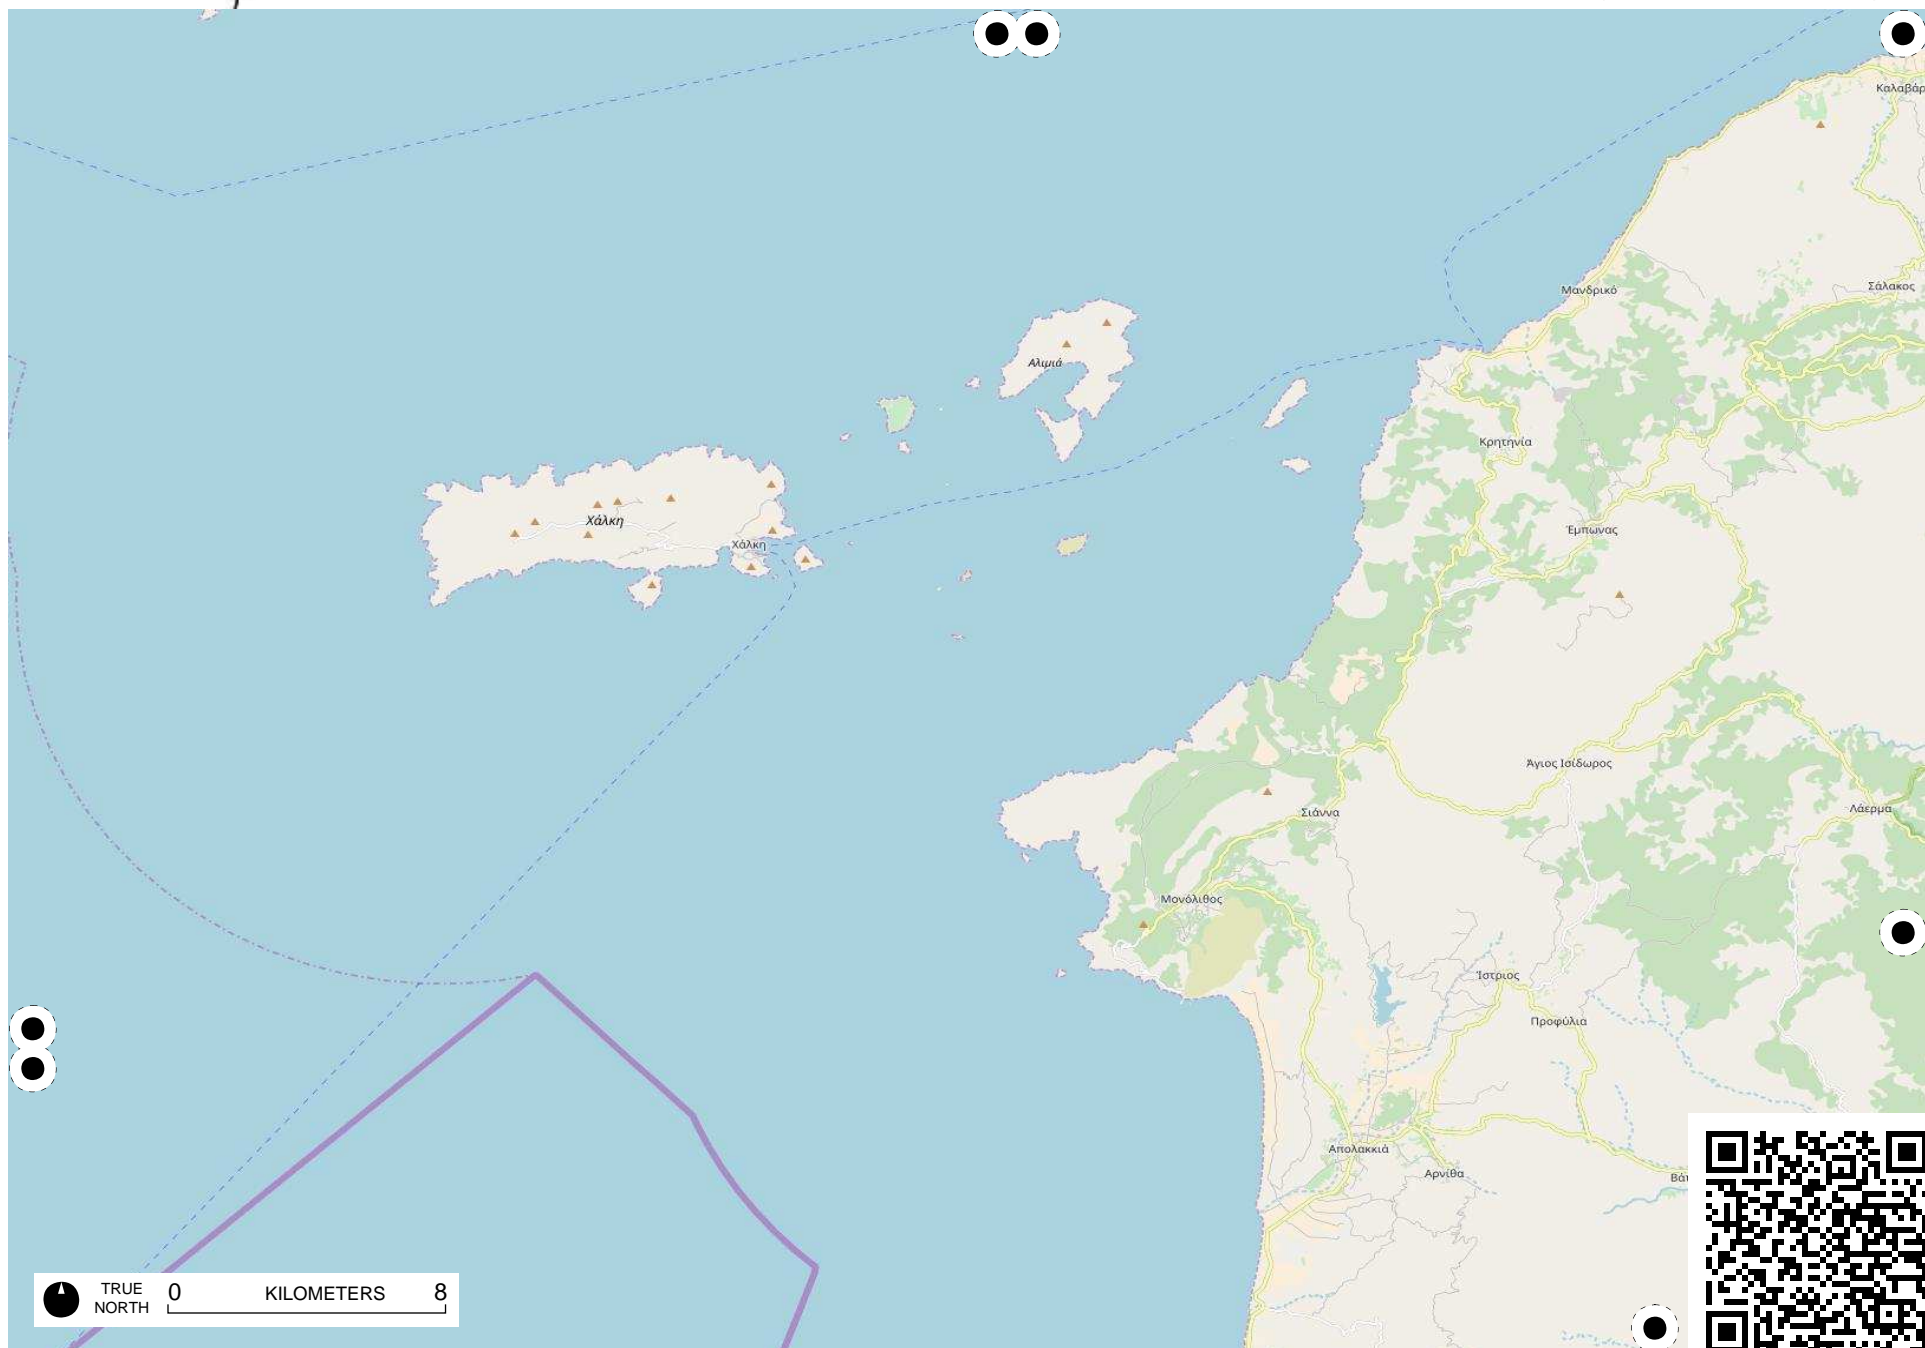 Καλαβάρ
Μανδρικό
Σάλακος
Αλιμιά
Κρητηνία
Χάλκη
Έμπωνας
Χάλκη
Άγιος Ισίδωρος
Λάερμα
Σιάννα
Μονόλιθος
Ίστριος
Προφύλια
Απολακκιά
Αρνίθα
Βάτ
TRUE NORTH
0 KILOMETERS 8